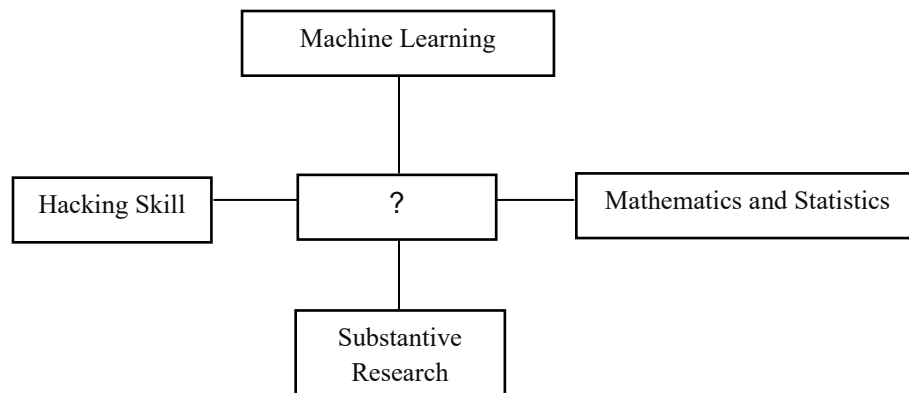 Machine Learning
Hacking Skill
?
Mathematics and Statistics
Substantive
Research